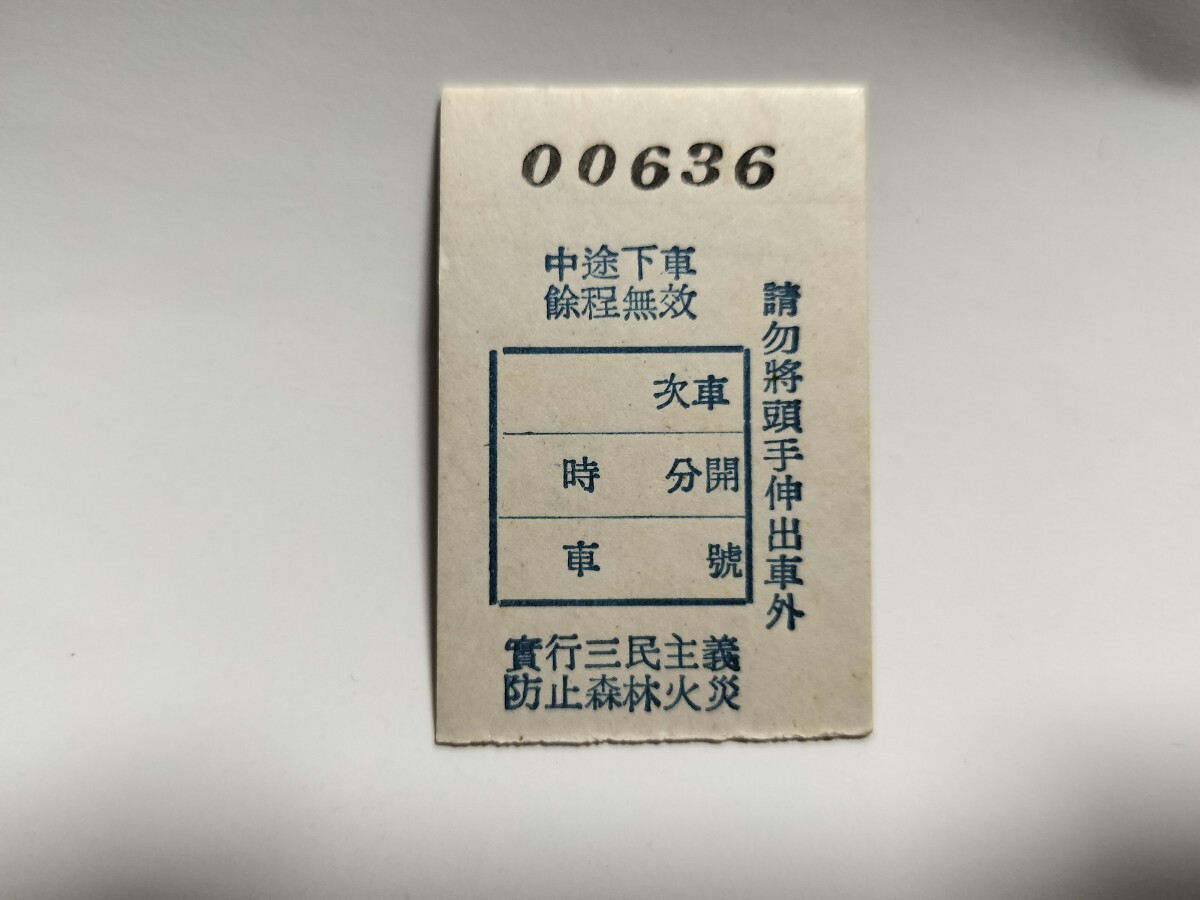 00636
中途下車
餘程無效
請勿將頭手伸出車外
次車
時 分開
車 號
實行三民主義
防止森林火災